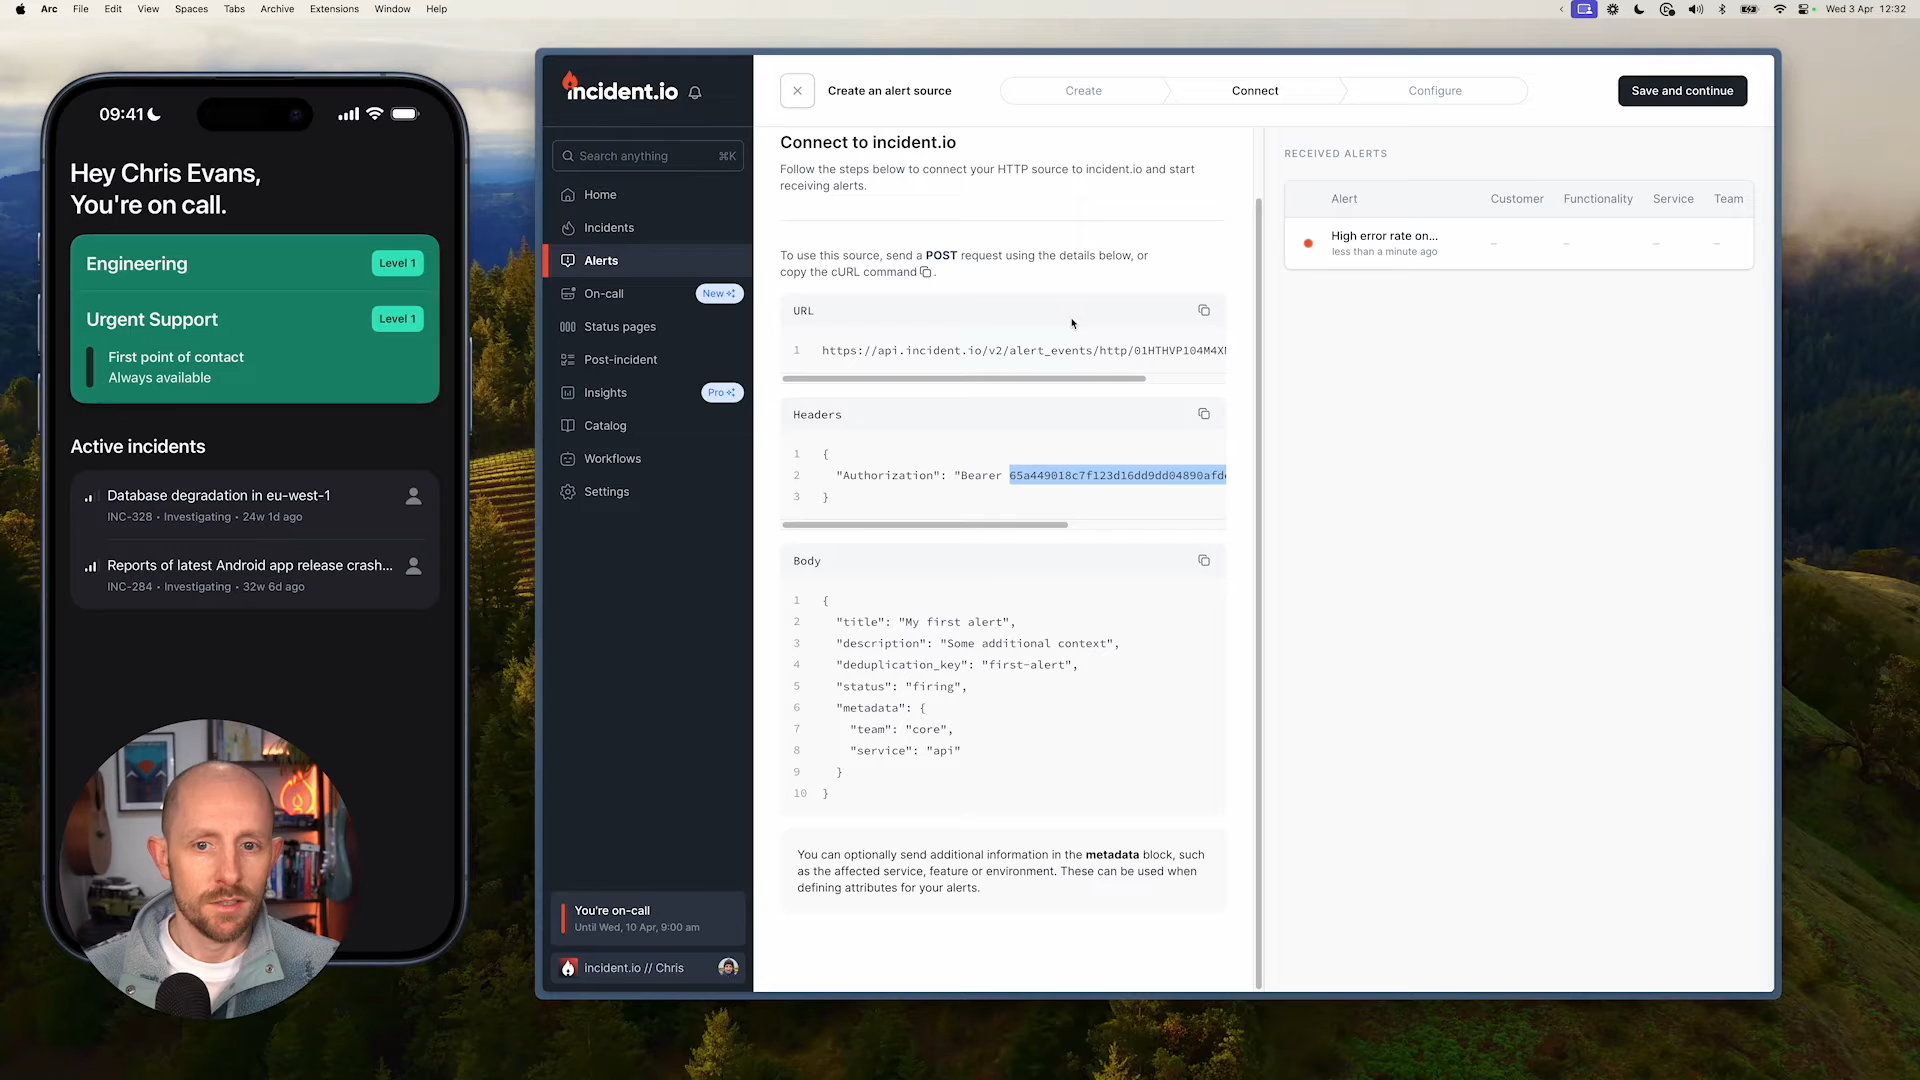 Arc File Edit View Spaces Tabs Archive Extensions Window Help
Wed 3 Apr 12:32
09:41
Hey Chris Evans,
You're on call.
Engineering Level 1
Urgent Support Level 1
First point of contact
Always available
Active incidents
Database degradation in eu-west-1
INC-328 • Investigating • 24w 1d ago
Reports of latest Android app release crash...
INC-284 • Investigating • 32w 6d ago
incident.io
Search anything ⌘K
Home
Incidents
Alerts
On-call New
Status pages
Post-incident
Insights Pro
Catalog
Workflows
Settings
You're on-call
Until Wed, 10 Apr, 9:00 am
incident.io // Chris
Create an alert source
Create
Connect
Configure
Save and continue
Connect to incident.io
Follow the steps below to connect your HTTP source to incident.io and start
receiving alerts.
To use this source, send a POST request using the details below, or
copy the cURL command.
URL
1 https://api.incident.io/v2/alert_events/http/01HTHVP104M4X
Headers
1 {
2 "Authorization": "Bearer 65a449018c7f123d16dd9dd04890afd
3 }
Body
1 {
2 "title": "My first alert",
3 "description": "Some additional context",
4 "deduplication_key": "first-alert",
5 "status": "firing",
6 "metadata": {
7 "team": "core",
8 "service": "api"
9 }
10 }
You can optionally send additional information in the metadata block, such
as the affected service, feature or environment. These can be used when
defining attributes for your alerts.
RECEIVED ALERTS
Alert Customer Functionality Service Team
High error rate on... – – – –
less than a minute ago